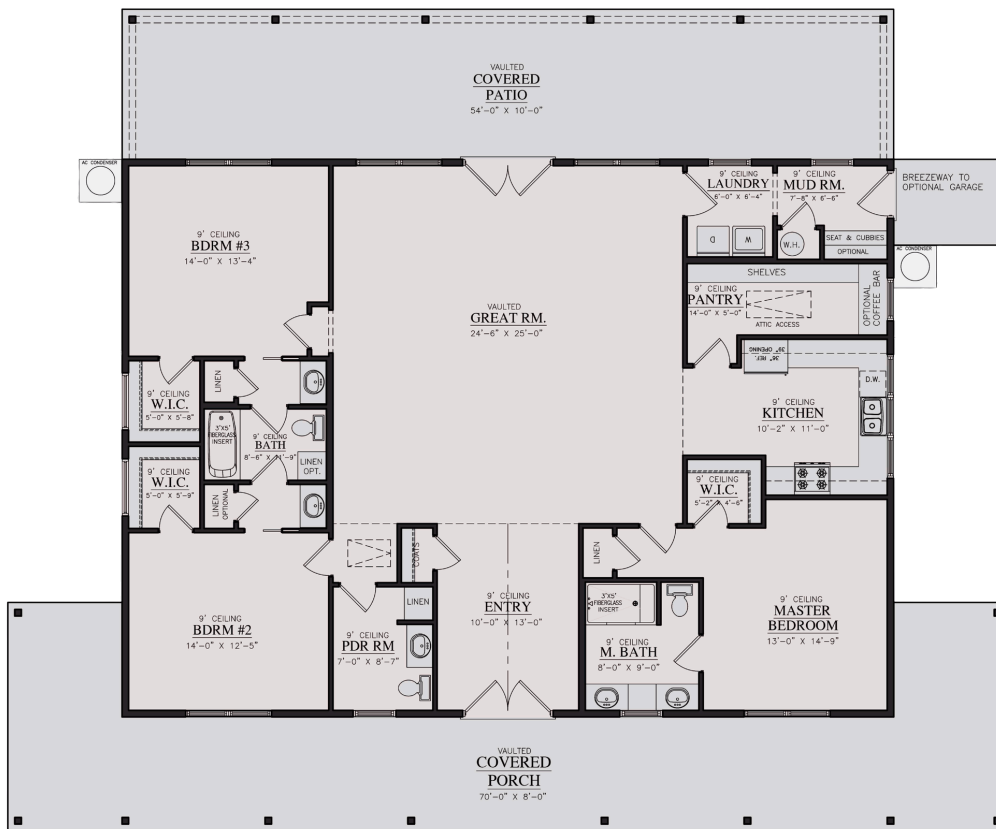 VAULTED
COVERED
PATIO
54'-0" X 10'-0"
AC CONDENSER
9' CEILING
BDRM #3
14'-0" X 13'-4"
VAULTED
GREAT RM.
24'-6" X 25'-0"
9' CEILING
LAUNDRY
6'-0" X 6'-4"
D
W
9' CEILING
MUD RM.
7'-8" X 6'-6"
W.H.
SEAT & CUBBIES
OPTIONAL
BREEZEWAY TO
OPTIONAL GARAGE
AC CONDENSER
SHELVES
9' CEILING
PANTRY
14'-0" X 5'-0"
ATTIC ACCESS
OPTIONAL
COFFEE BAR
36" REF.
39" OPENING
D.W.
9' CEILING
KITCHEN
10'-2" X 11'-0"
9' CEILING
W.I.C.
5'-0" X 5'-8"
LINEN
3'X5'
FIBERGLASS
INSERT
9' CEILING
BATH
8'-6" X 11'-9"
LINEN
OPT.
9' CEILING
W.I.C.
5'-0" X 5'-9"
LINEN
OPTIONAL
9' CEILING
W.I.C.
5'-2" X 4'-6"
9' CEILING
BDRM #2
14'-0" X 12'-5"
COATS
LINEN
9' CEILING
PDR RM
7'-0" X 8'-7"
9' CEILING
ENTRY
10'-0" X 13'-0"
LINEN
3'X5'
FIBERGLASS
INSERT
9' CEILING
M. BATH
8'-0" X 9'-0"
9' CEILING
MASTER
BEDROOM
13'-0" X 14'-9"
VAULTED
COVERED
PORCH
70'-0" X 8'-0"